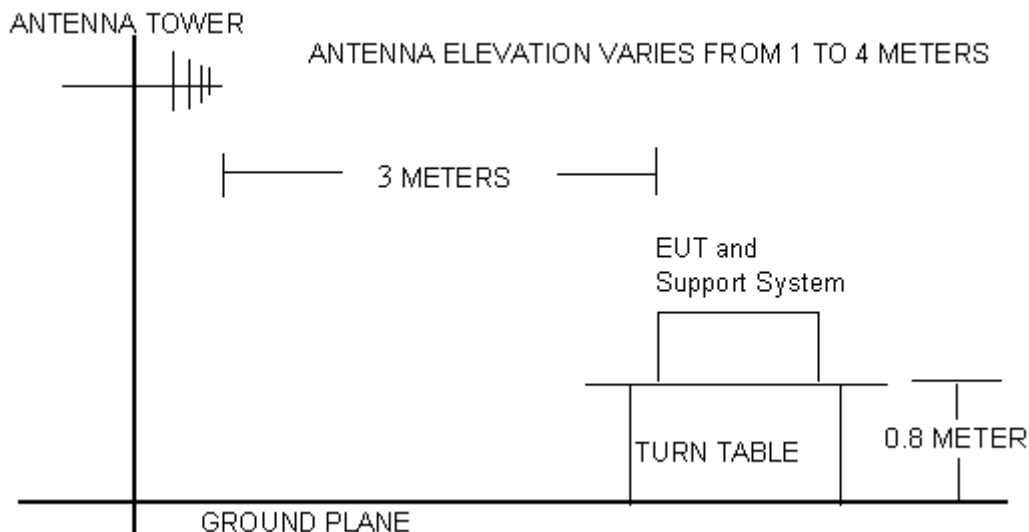 ANTENNA TOWER
ANTENNA ELEVATION VARIES FROM 1 TO 4 METERS
3 METERS
EUT and
Support System
TURN TABLE
0.8 METER
GROUND PLANE